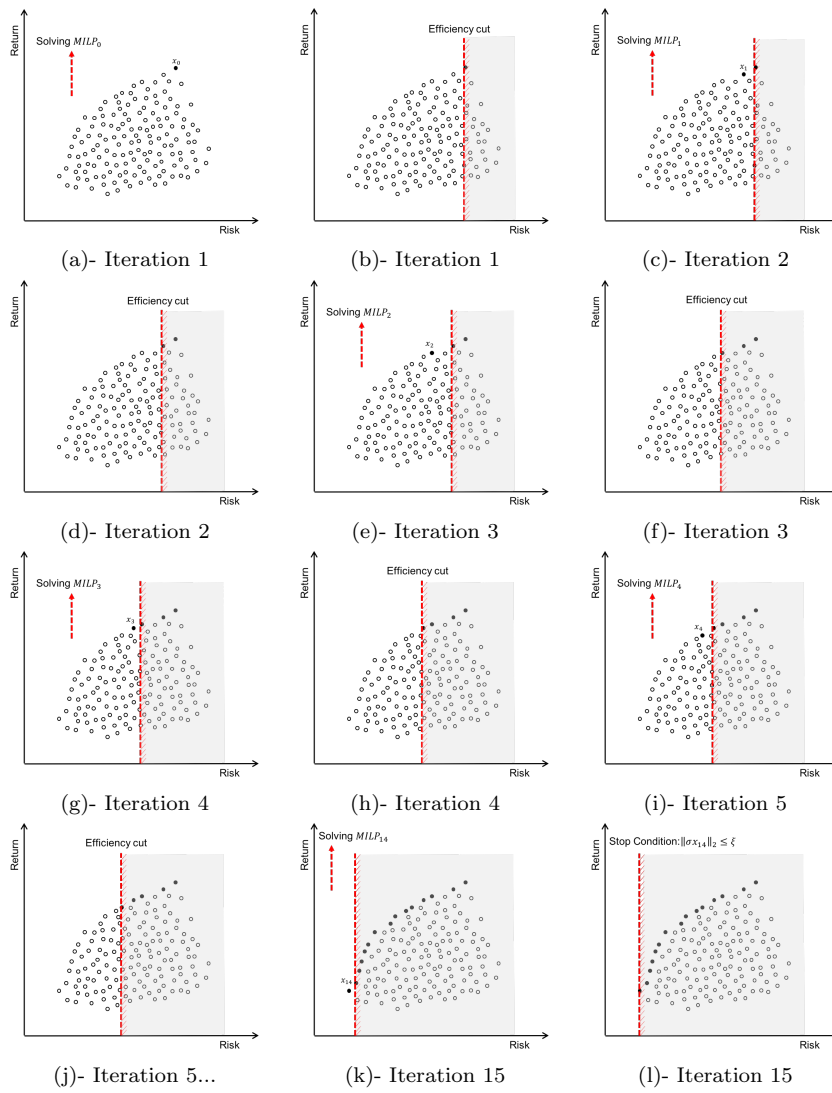 Return
Solving MILP₀
x₀
Risk
(a)- Iteration 1
Return
Efficiency cut
Risk
(b)- Iteration 1
Return
Solving MILP₁
x₁
Risk
(c)- Iteration 2
Return
Efficiency cut
Risk
(d)- Iteration 2
Return
Solving MILP₂
x₂
Risk
(e)- Iteration 3
Return
Efficiency cut
Risk
(f)- Iteration 3
Return
Solving MILP₃
x₃
Risk
(g)- Iteration 4
Return
Efficiency cut
Risk
(h)- Iteration 4
Return
Solving MILP₄
x₄
Risk
(i)- Iteration 5
Return
Efficiency cut
Risk
(j)- Iteration 5...
Return
Solving MILP₁₄
x₁₄
Risk
(k)- Iteration 15
Return
Stop Condition:‖σx₁₄‖₂ ≤ ξ
Risk
(l)- Iteration 15